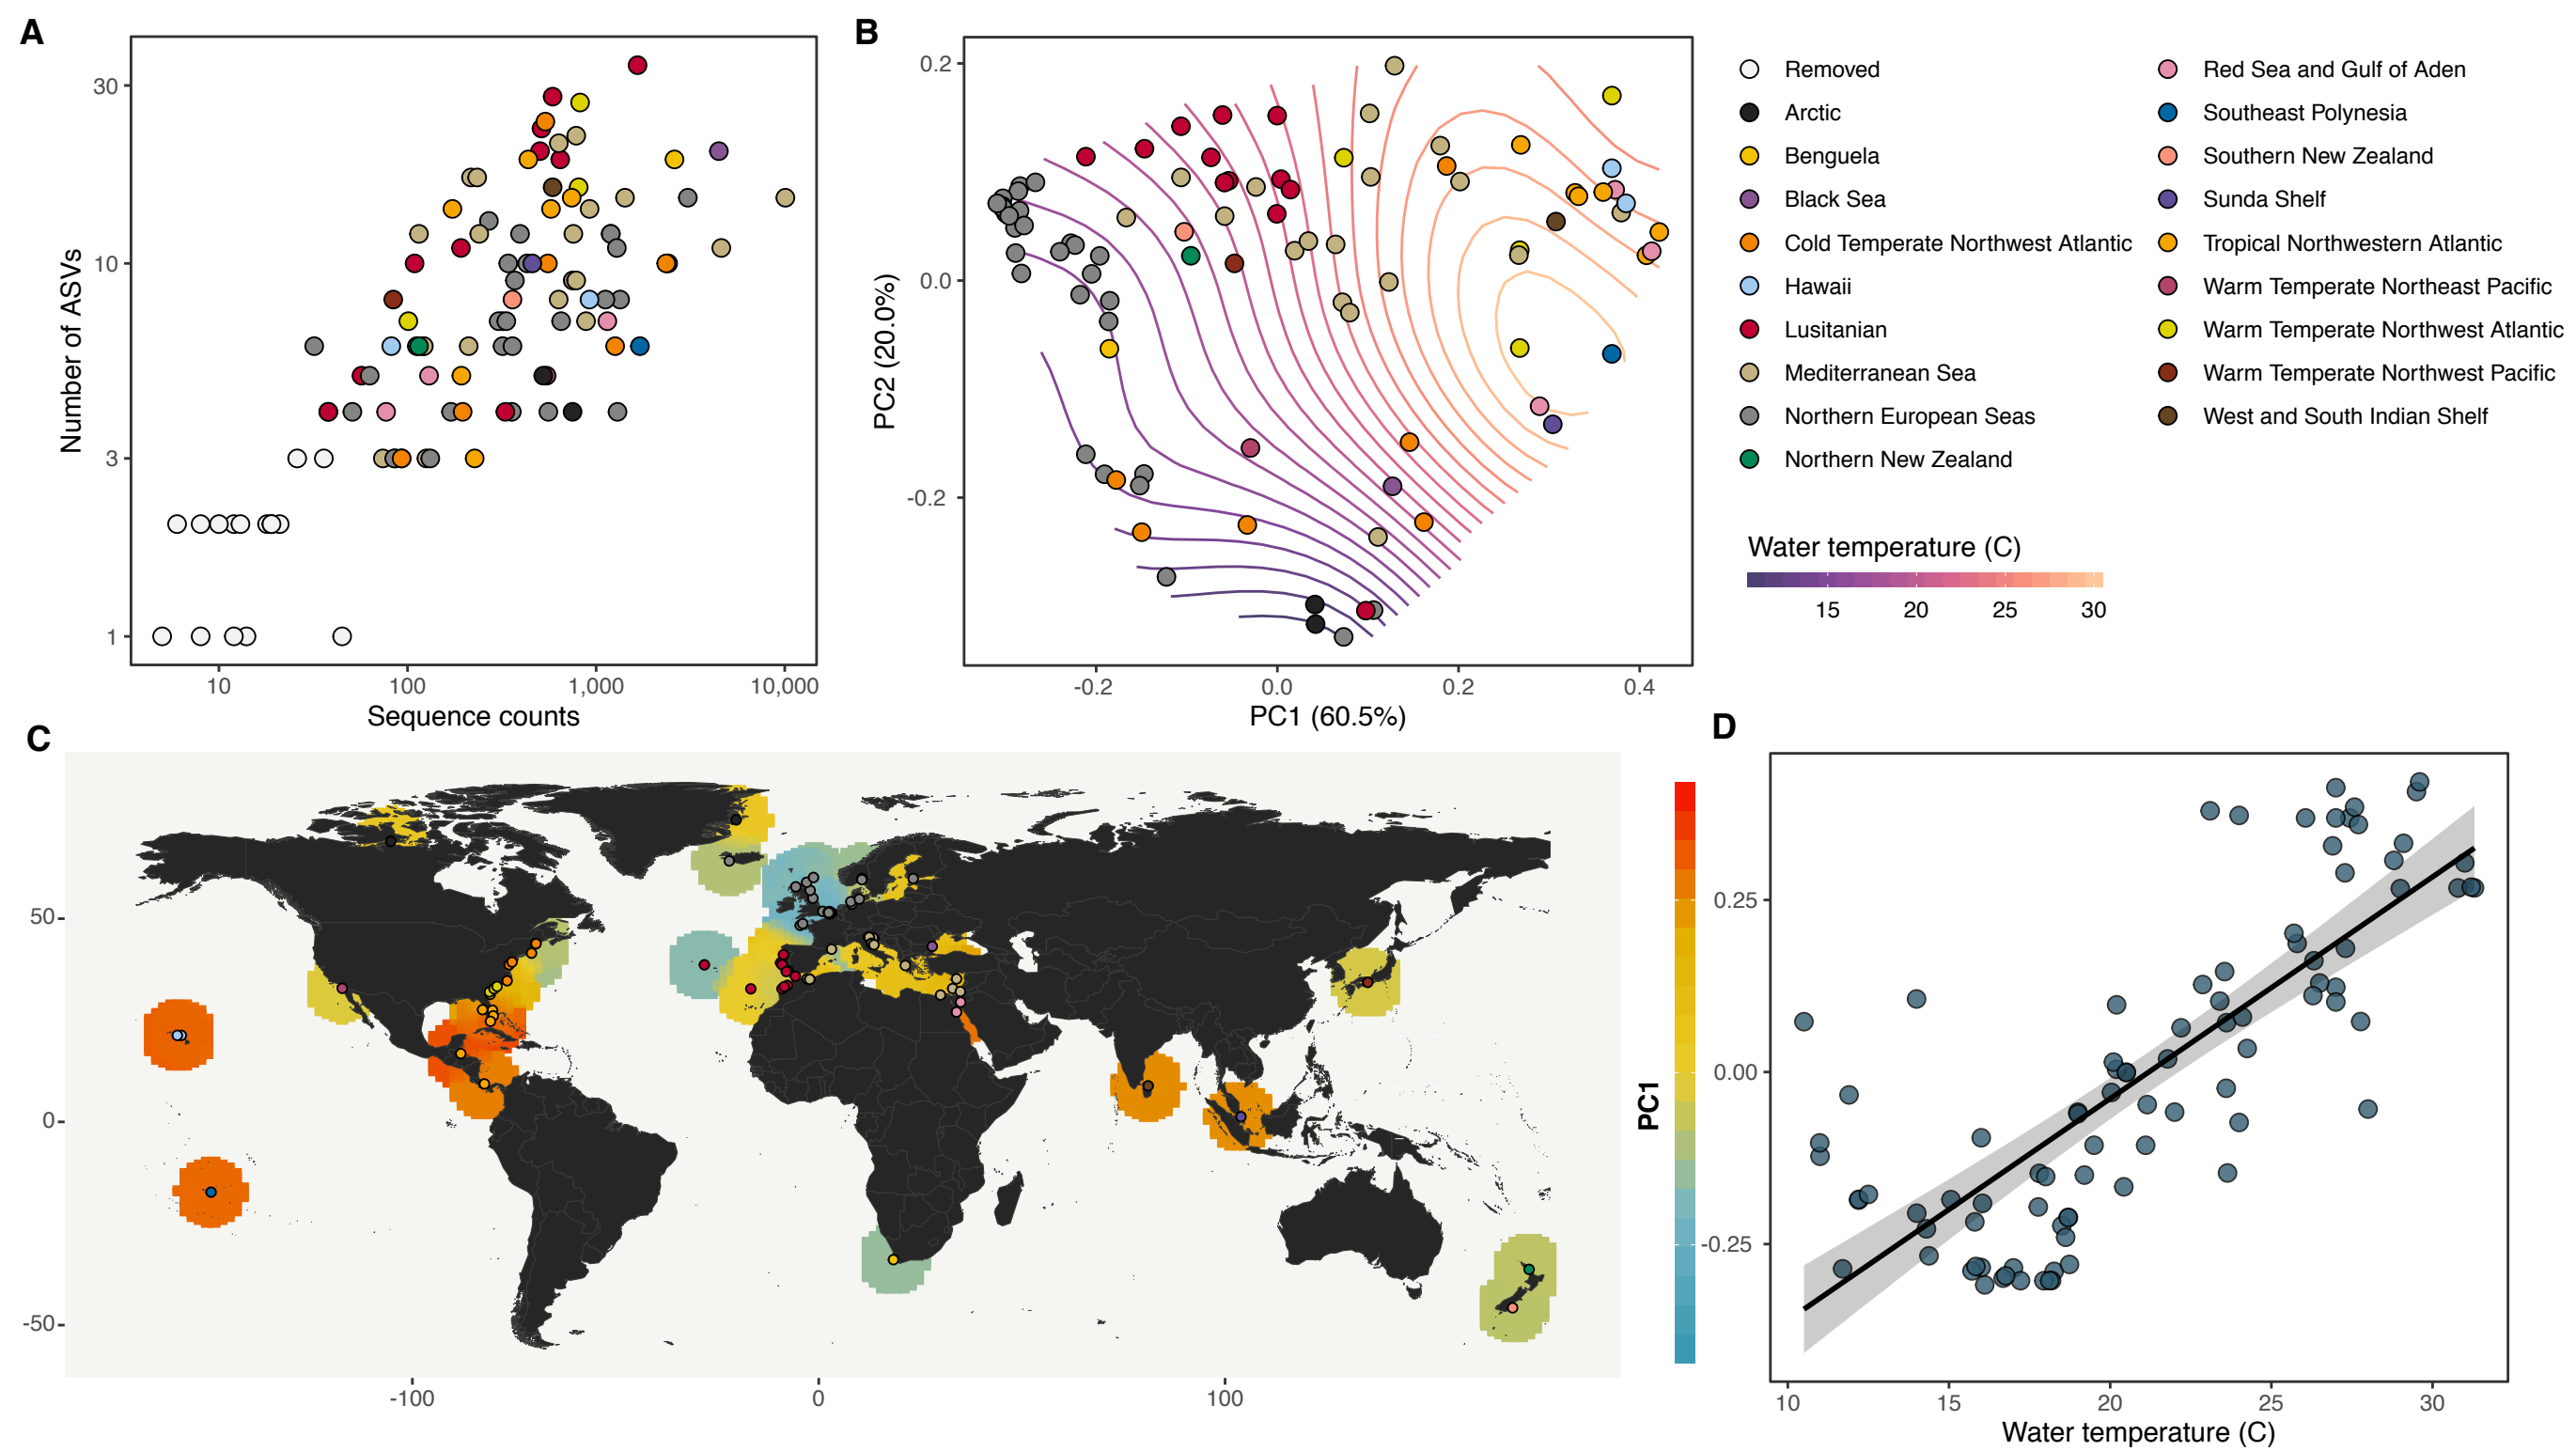 A
Number of ASVs
30
10
3
1
10
100
1,000
10,000
Sequence counts
B
PC2 (20.0%)
0.2
0.0
-0.2
-0.2
0.0
0.2
0.4
PC1 (60.5%)
Removed
Arctic
Benguela
Black Sea
Cold Temperate Northwest Atlantic
Hawaii
Lusitanian
Mediterranean Sea
Northern European Seas
Northern New Zealand
Red Sea and Gulf of Aden
Southeast Polynesia
Southern New Zealand
Sunda Shelf
Tropical Northwestern Atlantic
Warm Temperate Northeast Pacific
Warm Temperate Northwest Atlantic
Warm Temperate Northwest Pacific
West and South Indian Shelf
Water temperature (C)
15
20
25
30
C
50
0
-50
-100
0
100
D
PC1
0.25
0.00
-0.25
10
15
20
25
30
Water temperature (C)